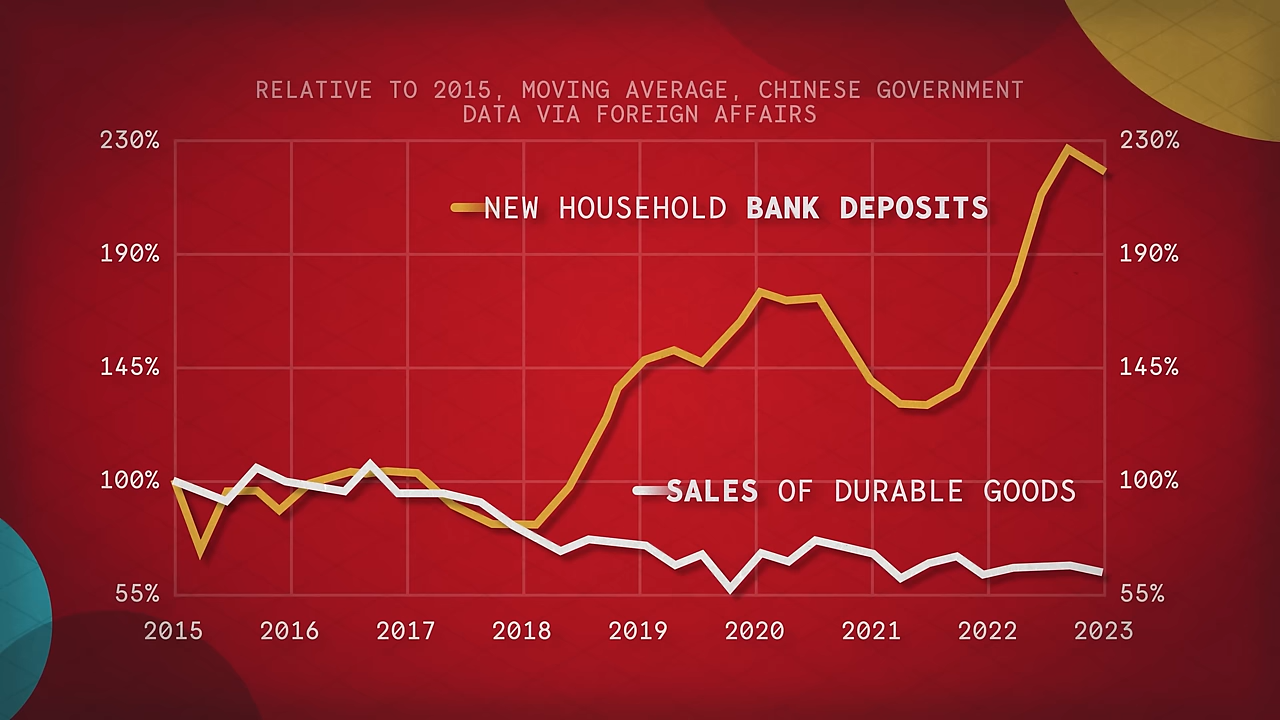 RELATIVE TO 2015, MOVING AVERAGE, CHINESE GOVERNMENT
DATA VIA FOREIGN AFFAIRS
230% 230%
NEW HOUSEHOLD BANK DEPOSITS
190% 190%
145% 145%
100% 100%
SALES OF DURABLE GOODS
55% 55%
2015 2016 2017 2018 2019 2020 2021 2022 2023